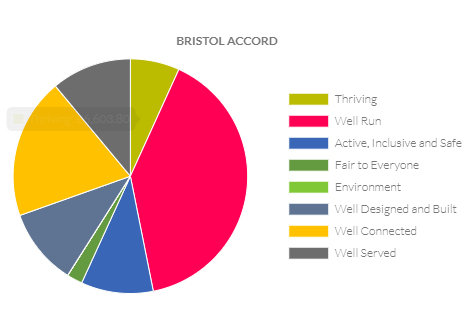 BRISTOL ACCORD
Thriving
Well Run
Active, Inclusive and Safe
Fair to Everyone
Environment
Well Designed and Built
Well Connected
Well Served